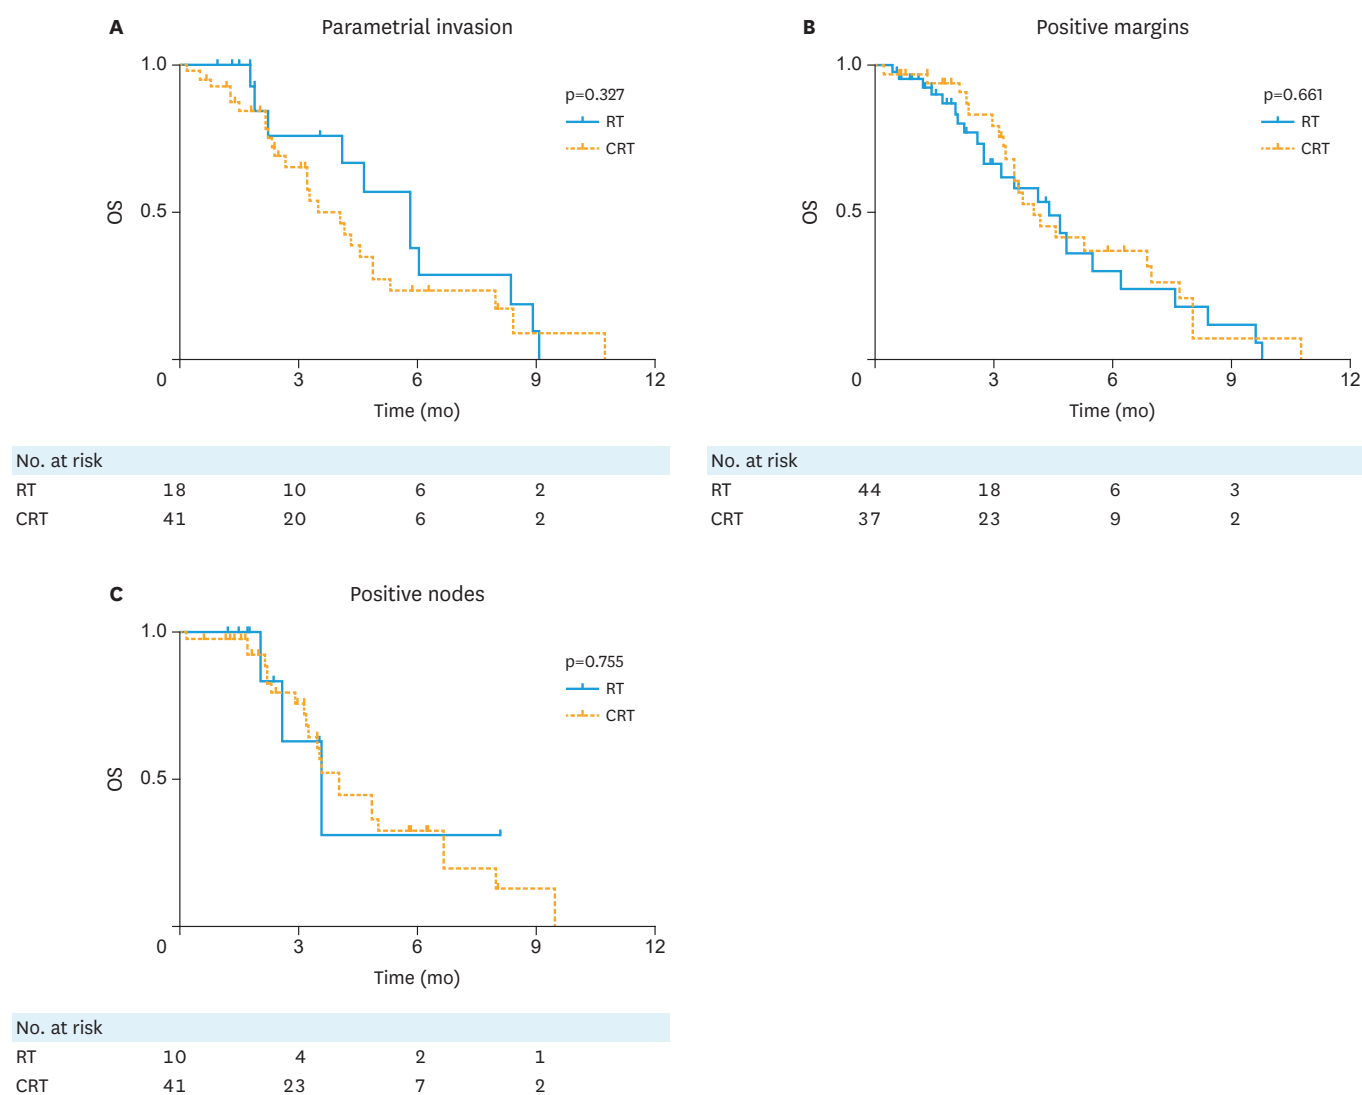 A Parametrial invasion
1.0
0.5
OS
p=0.327
RT
CRT
0 3 6 9 12
Time (mo)
No. at risk
RT 18 10 6 2
CRT 41 20 6 2
B Positive margins
1.0
0.5
OS
p=0.661
RT
CRT
0 3 6 9 12
Time (mo)
No. at risk
RT 44 18 6 3
CRT 37 23 9 2
C Positive nodes
1.0
0.5
OS
p=0.755
RT
CRT
0 3 6 9 12
Time (mo)
No. at risk
RT 10 4 2 1
CRT 41 23 7 2